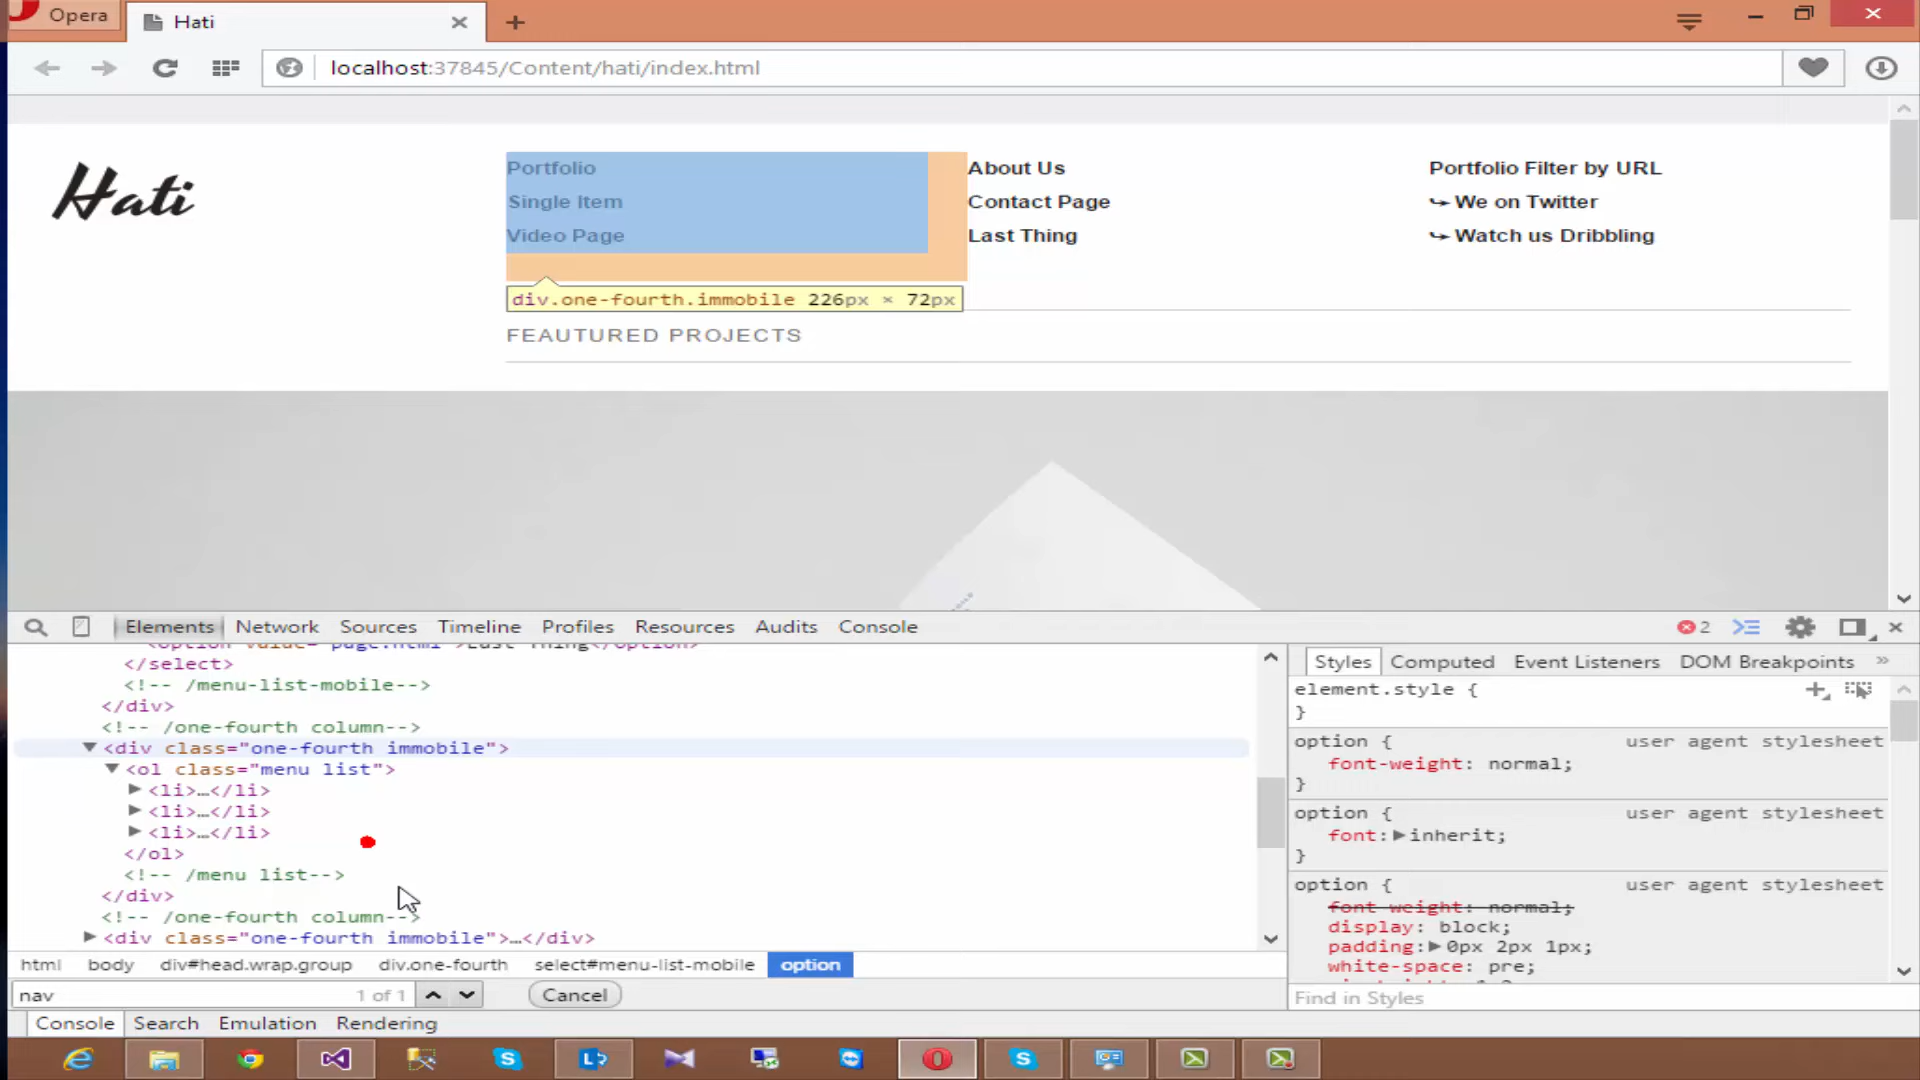 Opera
Hati
localhost:37845/Content/hati/index.html
Hati
Portfolio
Single Item
Video Page
About Us
Contact Page
Last Thing
Portfolio Filter by URL
↪ We on Twitter
↪ Watch us Dribbling
div.one-fourth.immobile 226px × 72px
FEAUTURED PROJECTS
Elements Network Sources Timeline Profiles Resources Audits Console
2
<option value="page.html">Last Thing</option>
</select>
<!-- /menu-list-mobile-->
</div>
<!-- /one-fourth column-->
<div class="one-fourth immobile">
<ol class="menu list">
<li>…</li>
<li>…</li>
<li>…</li>
</ol>
<!-- /menu list-->
</div>
<!-- /one-fourth column-->
<div class="one-fourth immobile">…</div>
html body div#head.wrap.group div.one-fourth select#menu-list-mobile option
nav 1 of 1 Cancel
Console Search Emulation Rendering
Styles Computed Event Listeners DOM Breakpoints »
element.style {
}
option { user agent stylesheet
font-weight: normal;
}
option { user agent stylesheet
font: inherit;
}
option { user agent stylesheet
font-weight: normal;
display: block;
padding: 0px 2px 1px;
white-space: pre;
Find in Styles